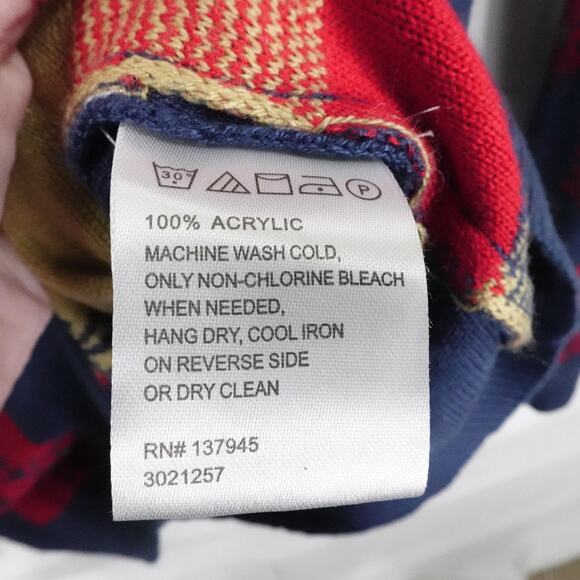 30°
P
100% ACRYLIC
MACHINE WASH COLD,
ONLY NON-CHLORINE BLEACH
WHEN NEEDED,
HANG DRY, COOL IRON
ON REVERSE SIDE
OR DRY CLEAN
RN# 137945
3021257